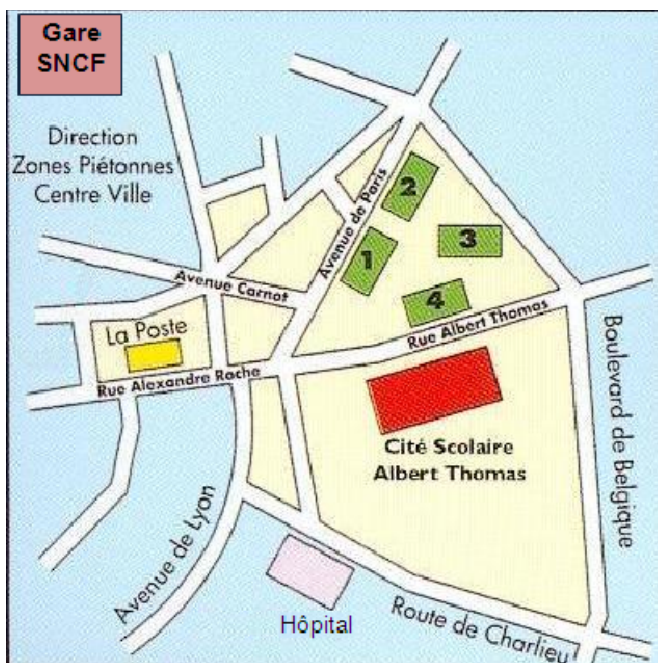 Gare
SNCF
Direction
Zones Piétonnes
Centre Ville
2
Avenue de Paris
3
1
Avenue Carnot
4
La Poste
Rue Albert Thomas
Rue Alexandre Roche
Boulevard de Belgique
Cité Scolaire
Albert Thomas
Avenue de Lyon
Hôpital
Route de Charlieu